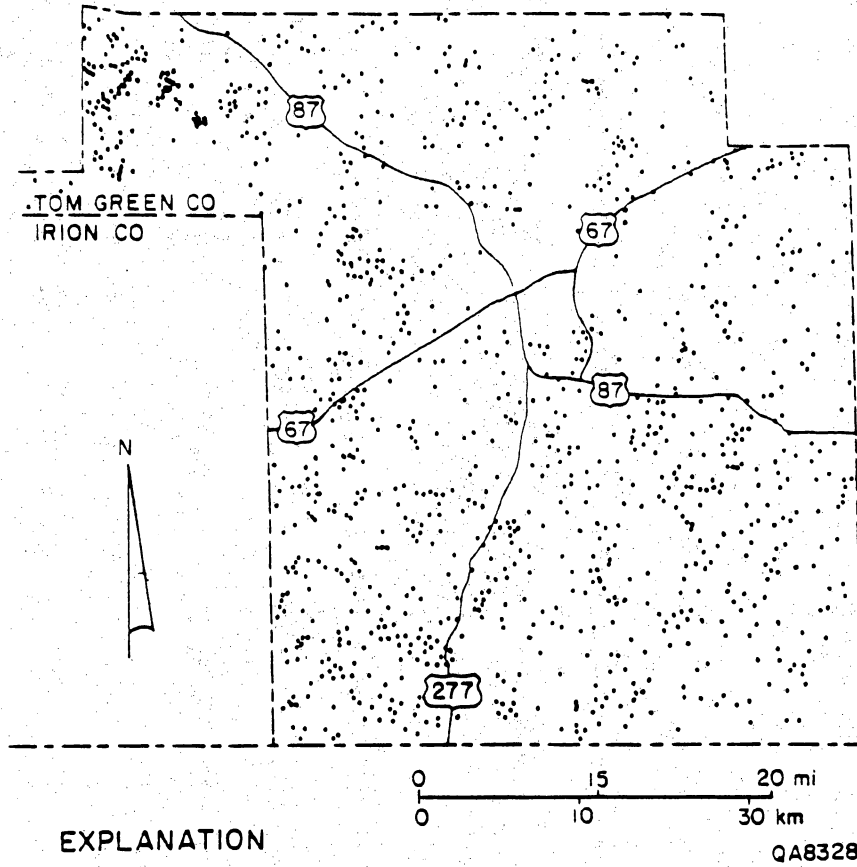 87
TOM GREEN CO
IRION CO
67
67
87
N
277
0 15 20 mi
0 10 30 km
EXPLANATION
QA8328